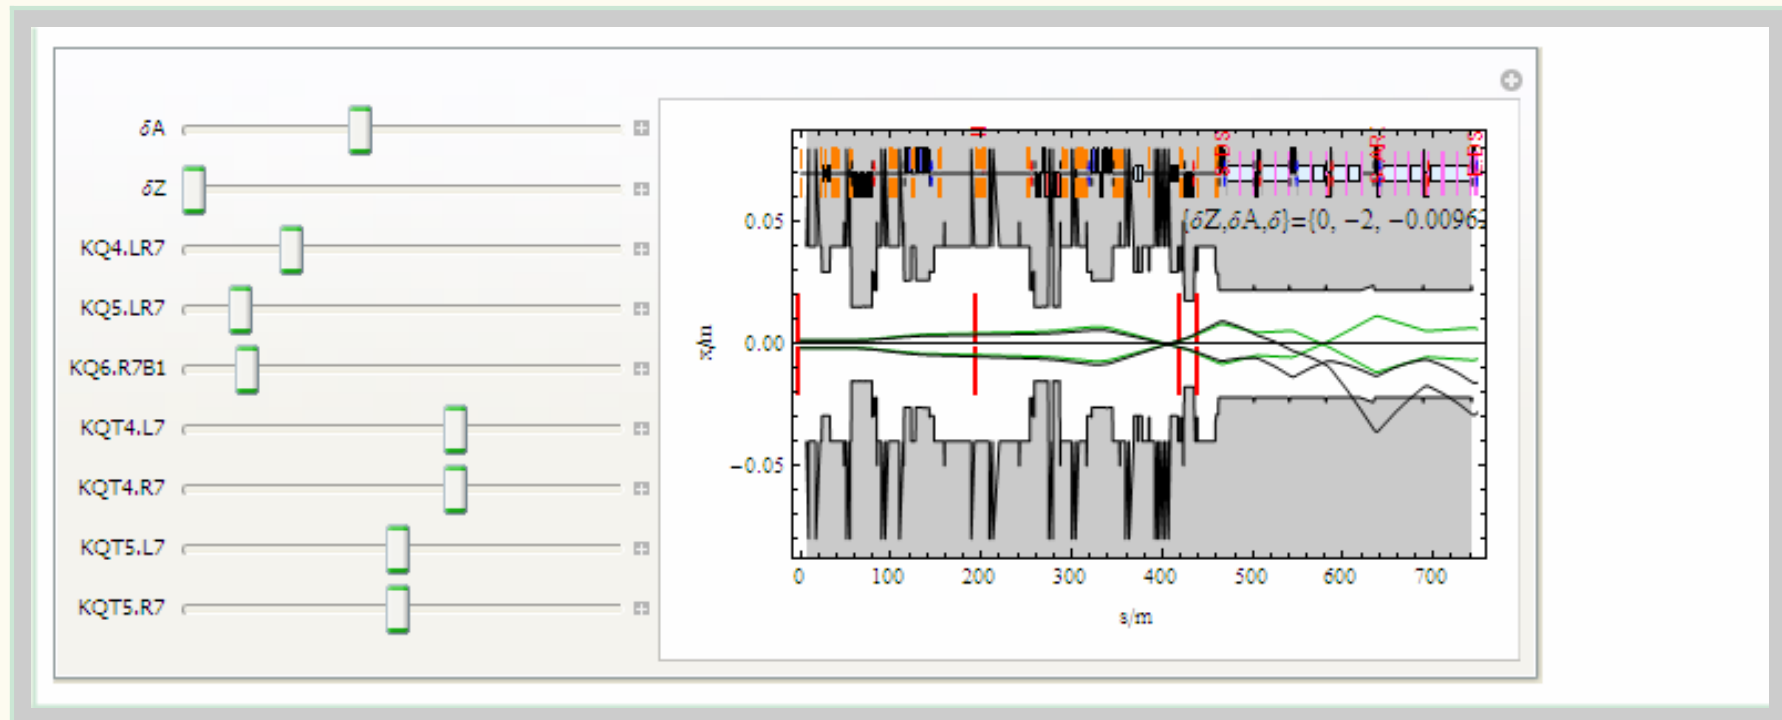 δA
δZ
KQ4.LR7
KQ5.LR7
KQ6.R7B1
KQT4.L7
KQT4.R7
KQT5.L7
KQT5.R7
{δZ,δA,δ}={0, −2, −0.0096
0.05
0.00
−0.05
x/m
0 100 200 300 400 500 600 700
s/m